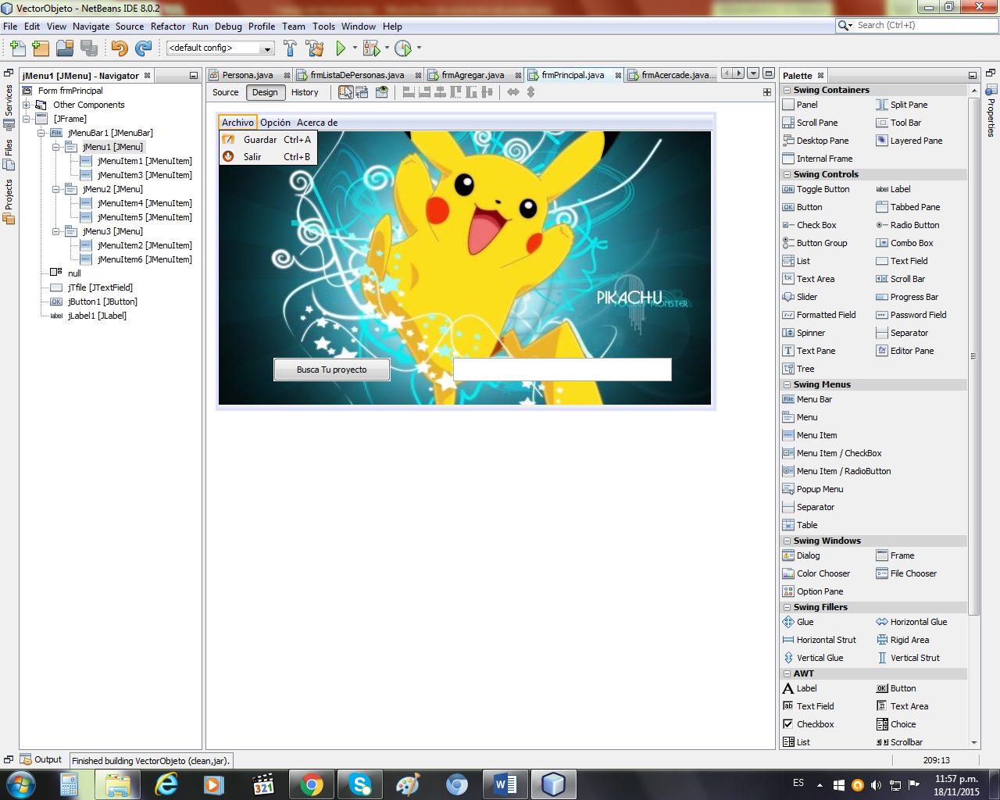 VectorObjeto - NetBeans IDE 8.0.2
File Edit View Navigate Source Refactor Run Debug Profile Team Tools Window Help
Search (Ctrl+I)
<default config>
jMenu1 [JMenu] - Navigator
Form frmPrincipal
Other Components
[JFrame]
jMenuBar1 [JMenuBar]
jMenu1 [JMenu]
jMenuItem1 [JMenuItem]
jMenuItem3 [JMenuItem]
jMenu2 [JMenu]
jMenuItem4 [JMenuItem]
jMenuItem5 [JMenuItem]
jMenu3 [JMenu]
jMenuItem2 [JMenuItem]
jMenuItem6 [JMenuItem]
null
jTfile [JTextField]
jButton1 [JButton]
jLabel1 [JLabel]
Services
Files
Projects
Persona.java frmListaDePersonas.java frmAgregar.java frmPrincipal.java frmAcercade.java...
Source Design History
Archivo Opción Acerca de
Guardar Ctrl+A
Salir Ctrl+B
PIKACHU
MONSTER
Busca Tu proyecto
Palette
Swing Containers
Panel Split Pane
Scroll Pane Tool Bar
Desktop Pane Layered Pane
Internal Frame
Swing Controls
Toggle Button Label
Button Tabbed Pane
Check Box Radio Button
Button Group Combo Box
List Text Field
Text Area Scroll Bar
Slider Progress Bar
Formatted Field Password Field
Spinner Separator
Text Pane Editor Pane
Tree
Swing Menus
Menu Bar
Menu
Menu Item
Menu Item / CheckBox
Menu Item / RadioButton
Popup Menu
Separator
Table
Swing Windows
Dialog Frame
Color Chooser File Chooser
Option Pane
Swing Fillers
Glue Horizontal Glue
Horizontal Strut Rigid Area
Vertical Glue Vertical Strut
AWT
Label Button
Text Field Text Area
Checkbox Choice
List Scrollbar
Properties
Output
Finished building VectorObjeto (clean,jar).
209:13
321
ES
11:57 p.m.
18/11/2015